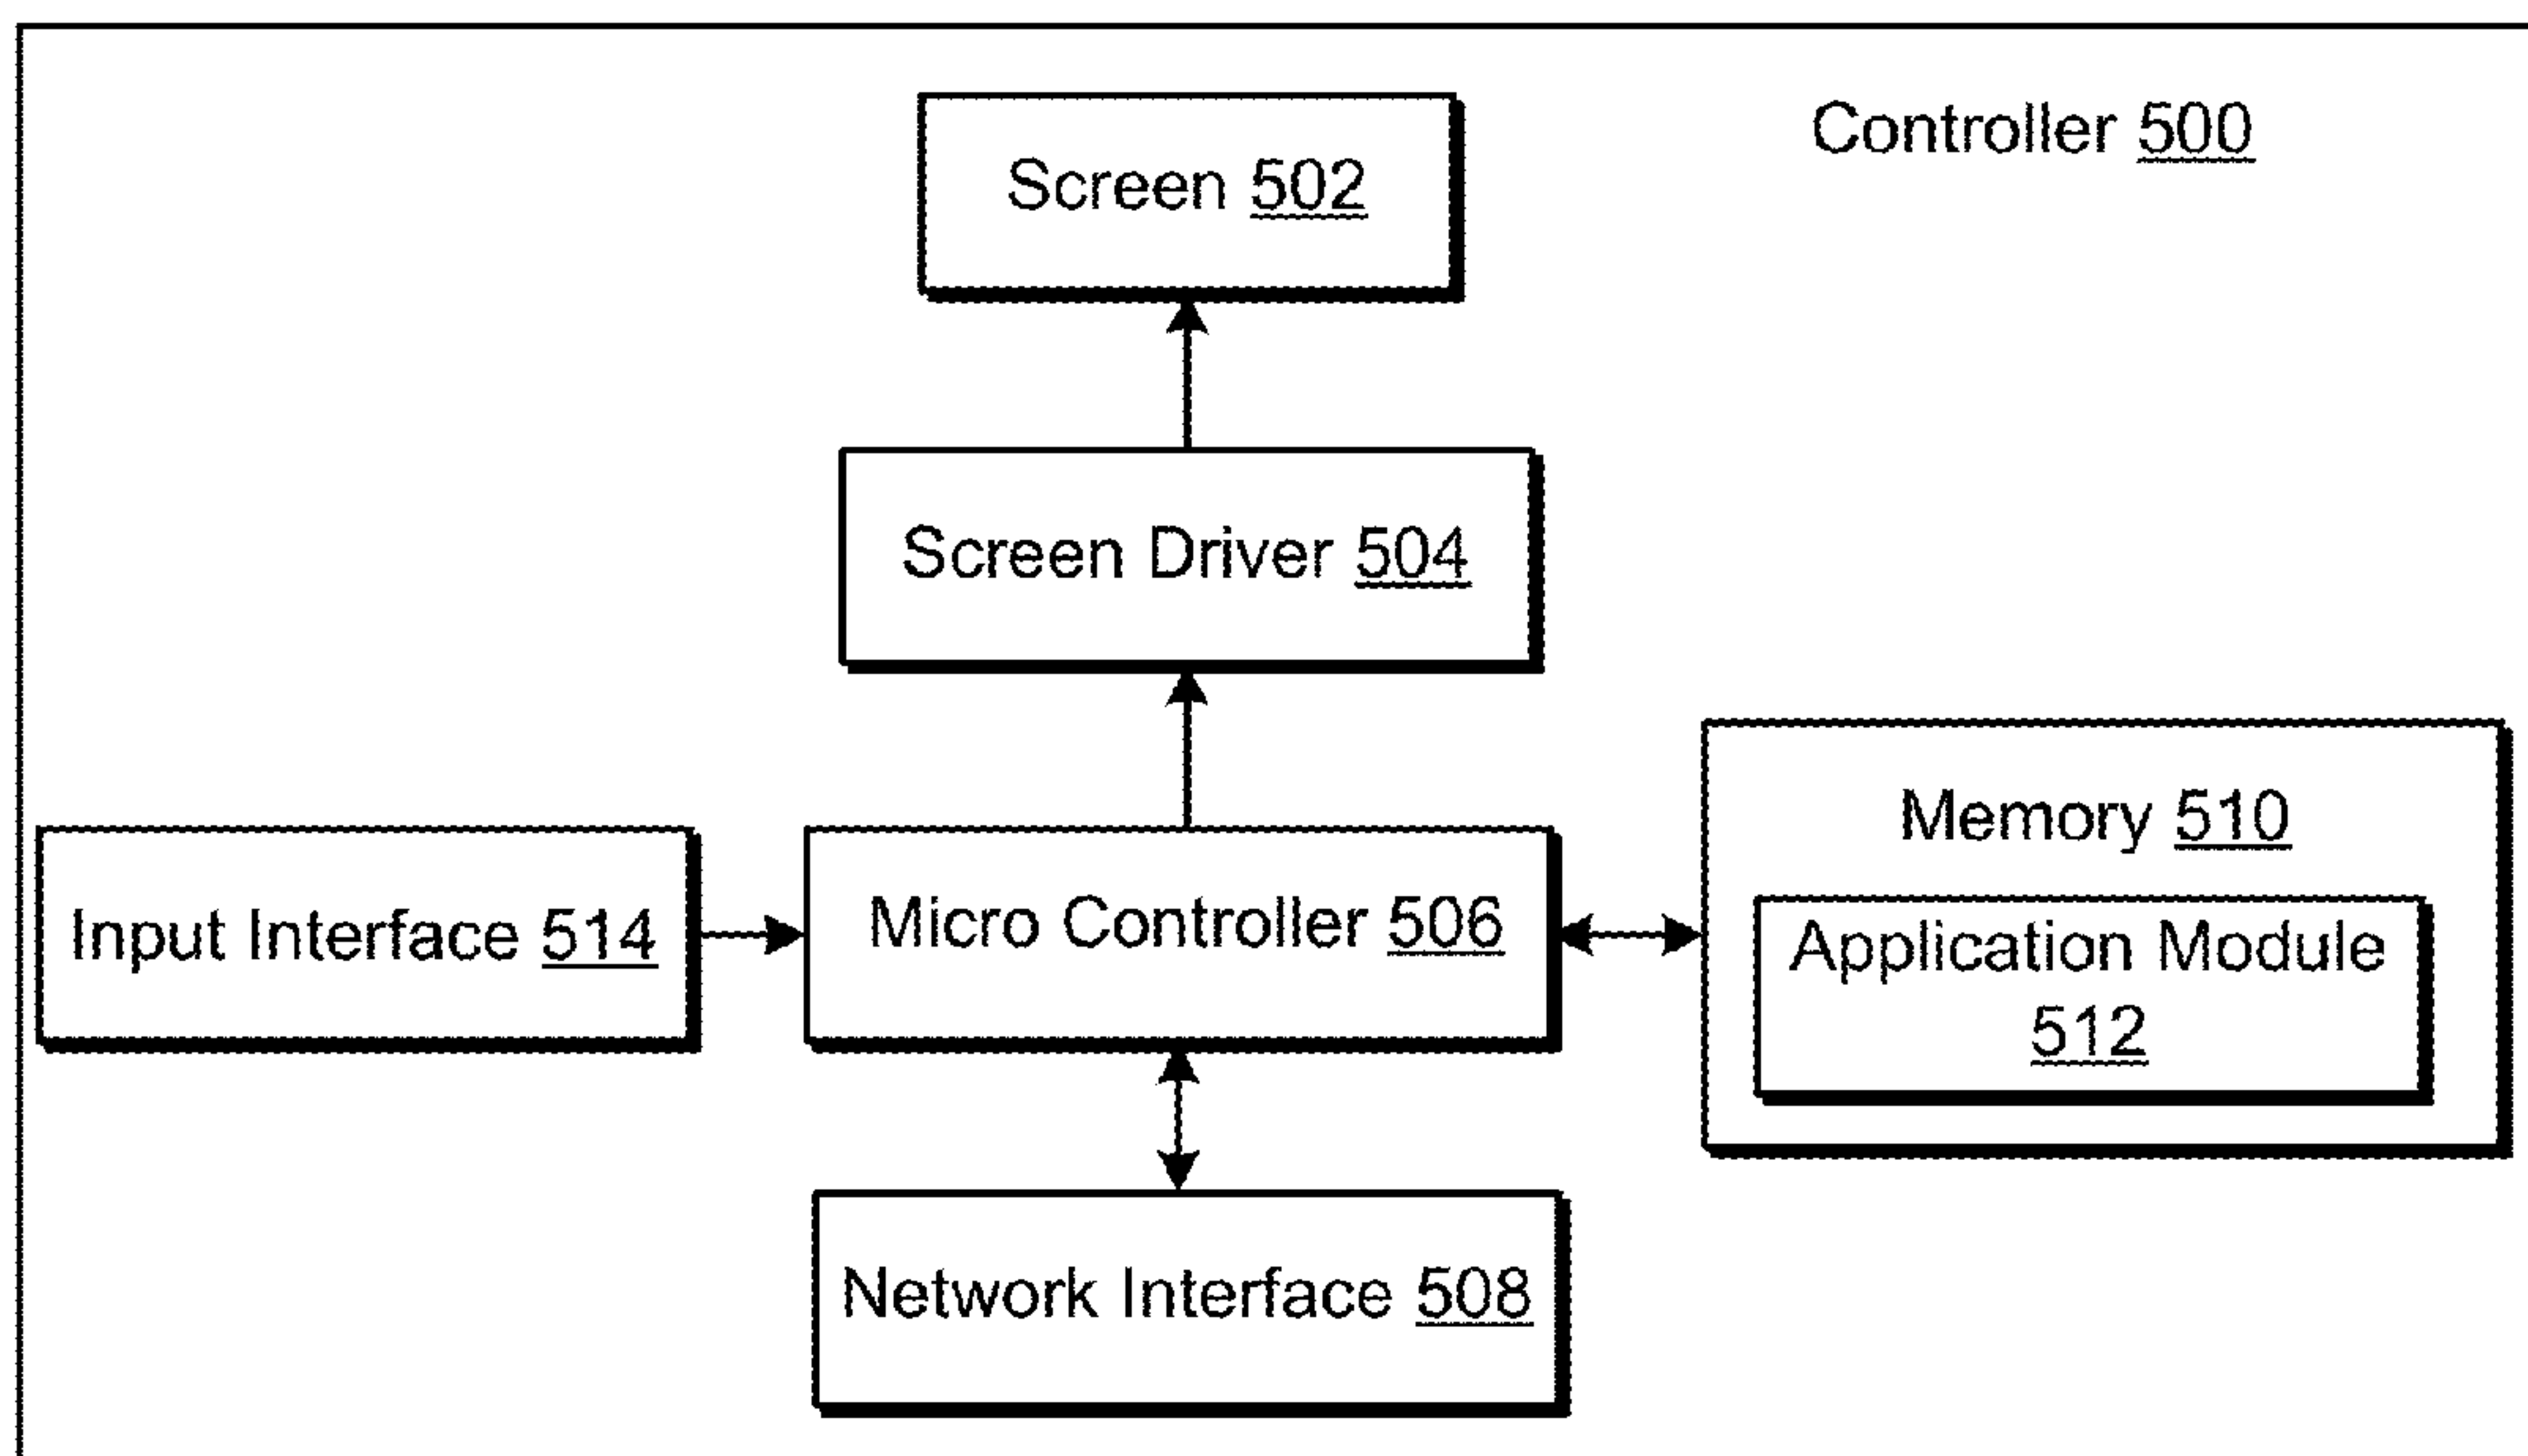 Controller 500
Screen 502
Screen Driver 504
Memory 510
Input Interface 514
Micro Controller 506
Application Module
512
Network Interface 508